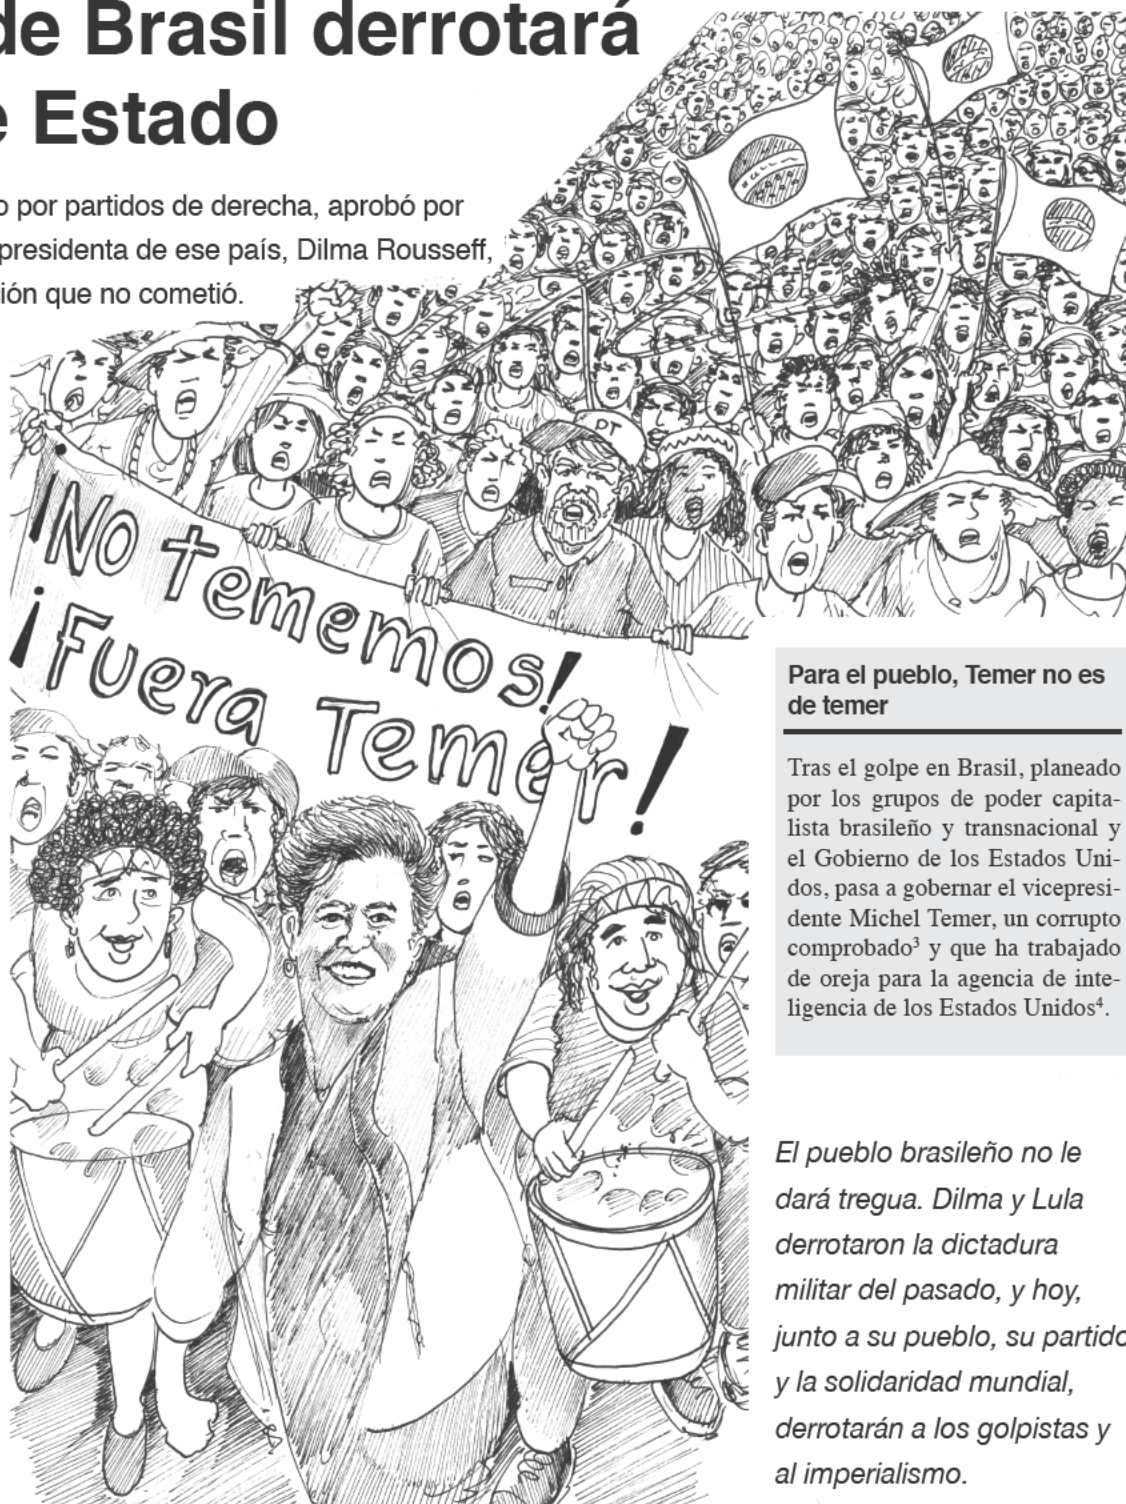 de Brasil derrotará
e Estado
o por partidos de derecha, aprobó por
presidenta de ese país, Dilma Rousseff,
ión que no cometió.
PT
¡No tememos!
¡Fuera Temer!
Para el pueblo, Temer no es
de temer
Tras el golpe en Brasil, planeado
por los grupos de poder capita-
lista brasileño y transnacional y
el Gobierno de los Estados Uni-
dos, pasa a gobernar el vicepresi-
dente Michel Temer, un corrupto
comprobado³ y que ha trabajado
de oreja para la agencia de inte-
ligencia de los Estados Unidos⁴.
El pueblo brasileño no le
dará tregua. Dilma y Lula
derrotaron la dictadura
militar del pasado, y hoy,
junto a su pueblo, su partido
y la solidaridad mundial,
derrotarán a los golpistas y
al imperialismo.